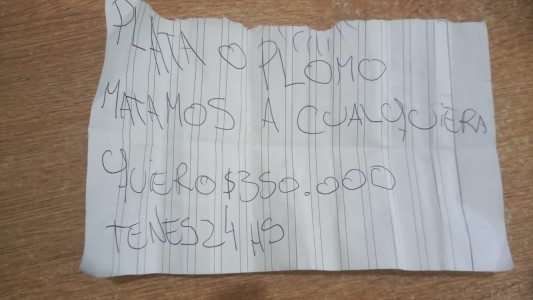 PLATA O PLOMO
MATAMOS A CUALQUIERA
QUIERO $350.000
TENES 24 HS